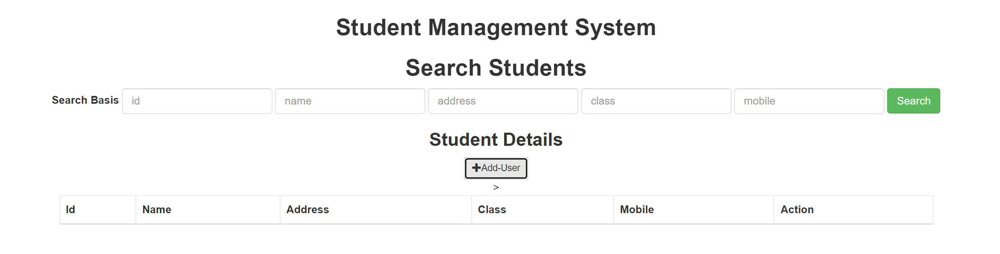 Student Management System
Search Students
Search Basis id name address class mobile Search
Student Details
+Add-User
>
Id Name Address Class Mobile Action